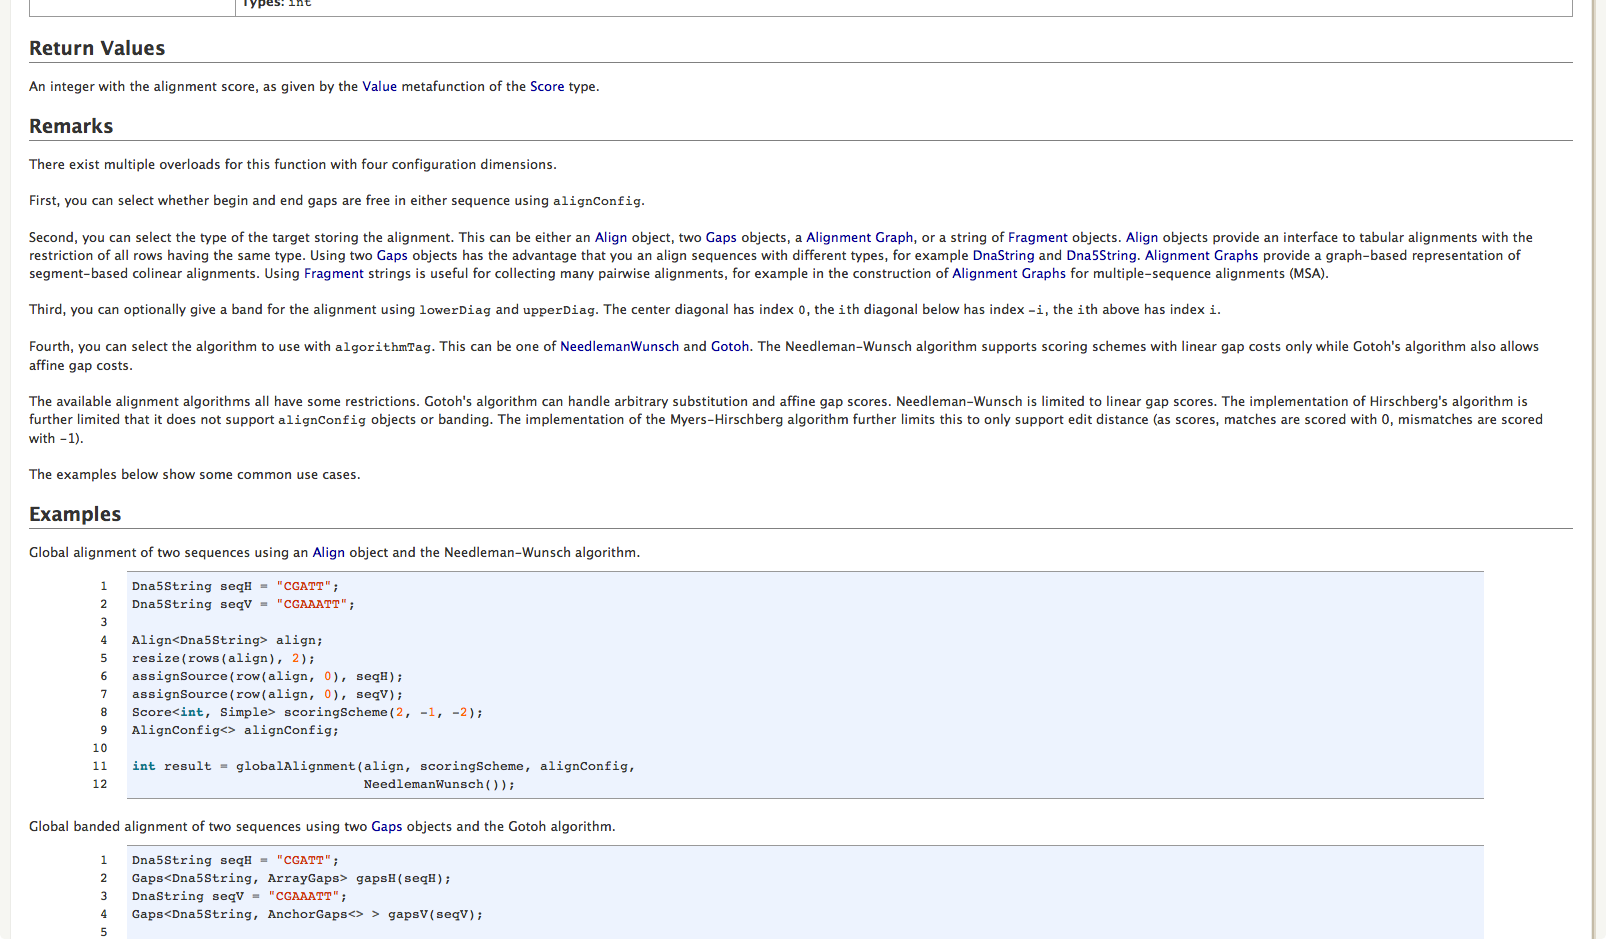 Types: int
Return Values
An integer with the alignment score, as given by the Value metafunction of the Score type.
Remarks
There exist multiple overloads for this function with four configuration dimensions.
First, you can select whether begin and end gaps are free in either sequence using alignConfig.
Second, you can select the type of the target storing the alignment. This can be either an Align object, two Gaps objects, a Alignment Graph, or a string of Fragment objects. Align objects provide an interface to tabular alignments with the
restriction of all rows having the same type. Using two Gaps objects has the advantage that you an align sequences with different types, for example DnaString and Dna5String. Alignment Graphs provide a graph-based representation of
segment-based colinear alignments. Using Fragment strings is useful for collecting many pairwise alignments, for example in the construction of Alignment Graphs for multiple-sequence alignments (MSA).
Third, you can optionally give a band for the alignment using lowerDiag and upperDiag. The center diagonal has index 0, the ith diagonal below has index -i, the ith above has index i.
Fourth, you can select the algorithm to use with algorithmTag. This can be one of NeedlemanWunsch and Gotoh. The Needleman-Wunsch algorithm supports scoring schemes with linear gap costs only while Gotoh's algorithm also allows
affine gap costs.
The available alignment algorithms all have some restrictions. Gotoh's algorithm can handle arbitrary substitution and affine gap scores. Needleman-Wunsch is limited to linear gap scores. The implementation of Hirschberg's algorithm is
further limited that it does not support alignConfig objects or banding. The implementation of the Myers-Hirschberg algorithm further limits this to only support edit distance (as scores, matches are scored with 0, mismatches are scored
with -1).
The examples below show some common use cases.
Examples
Global alignment of two sequences using an Align object and the Needleman-Wunsch algorithm.
1 Dna5String seqH = "CGATT";
2 Dna5String seqV = "CGAAATT";
3
4 Align<Dna5String> align;
5 resize(rows(align), 2);
6 assignSource(row(align, 0), seqH);
7 assignSource(row(align, 0), seqV);
8 Score<int, Simple> scoringScheme(2, -1, -2);
9 AlignConfig<> alignConfig;
10
11 int result = globalAlignment(align, scoringScheme, alignConfig,
12 NeedlemanWunsch());
Global banded alignment of two sequences using two Gaps objects and the Gotoh algorithm.
1 Dna5String seqH = "CGATT";
2 Gaps<Dna5String, ArrayGaps> gapsH(seqH);
3 DnaString seqV = "CGAAATT";
4 Gaps<Dna5String, AnchorGaps<> > gapsV(seqV);
5